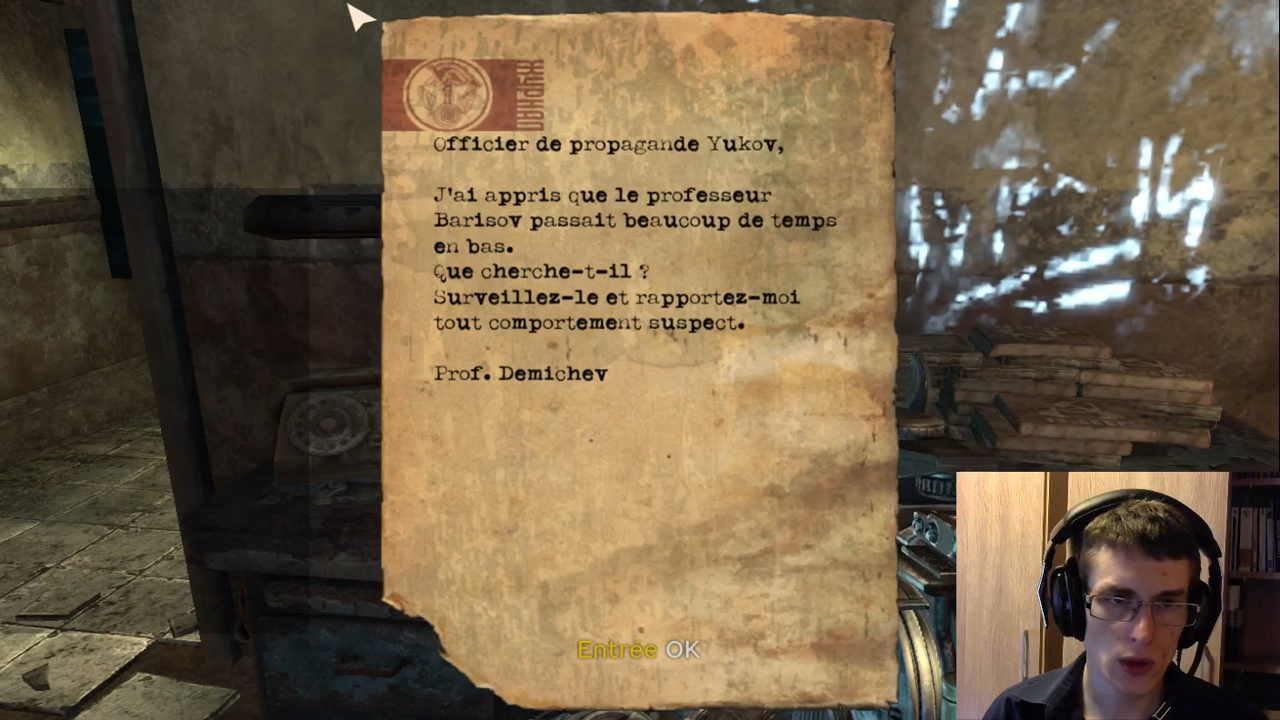 Officier de propagande Yukov,
J'ai appris que le professeur
Barisov passait beaucoup de temps
en bas.
Que cherche-t-il ?
Surveillez-le et rapportez-moi
tout comportement suspect.
Prof. Demichev
Entrée OK